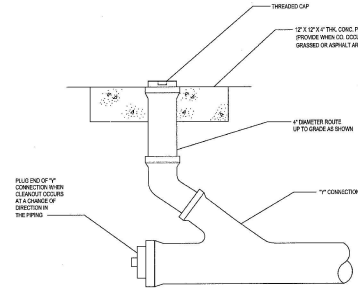 THREADED CAP
12" X 12" X 4" THK. CONC. P
(PROVIDE WHEN CO. OCCU
GRASSED OR ASPHALT AR
4" DIAMETER ROUTE
UP TO GRADE AS SHOWN
PLUG END OF "Y"
CONNECTION WHEN
CLEANOUT OCCURS
AT A CHANGE OF
DIRECTION IN
THE PIPING
"Y" CONNECTION